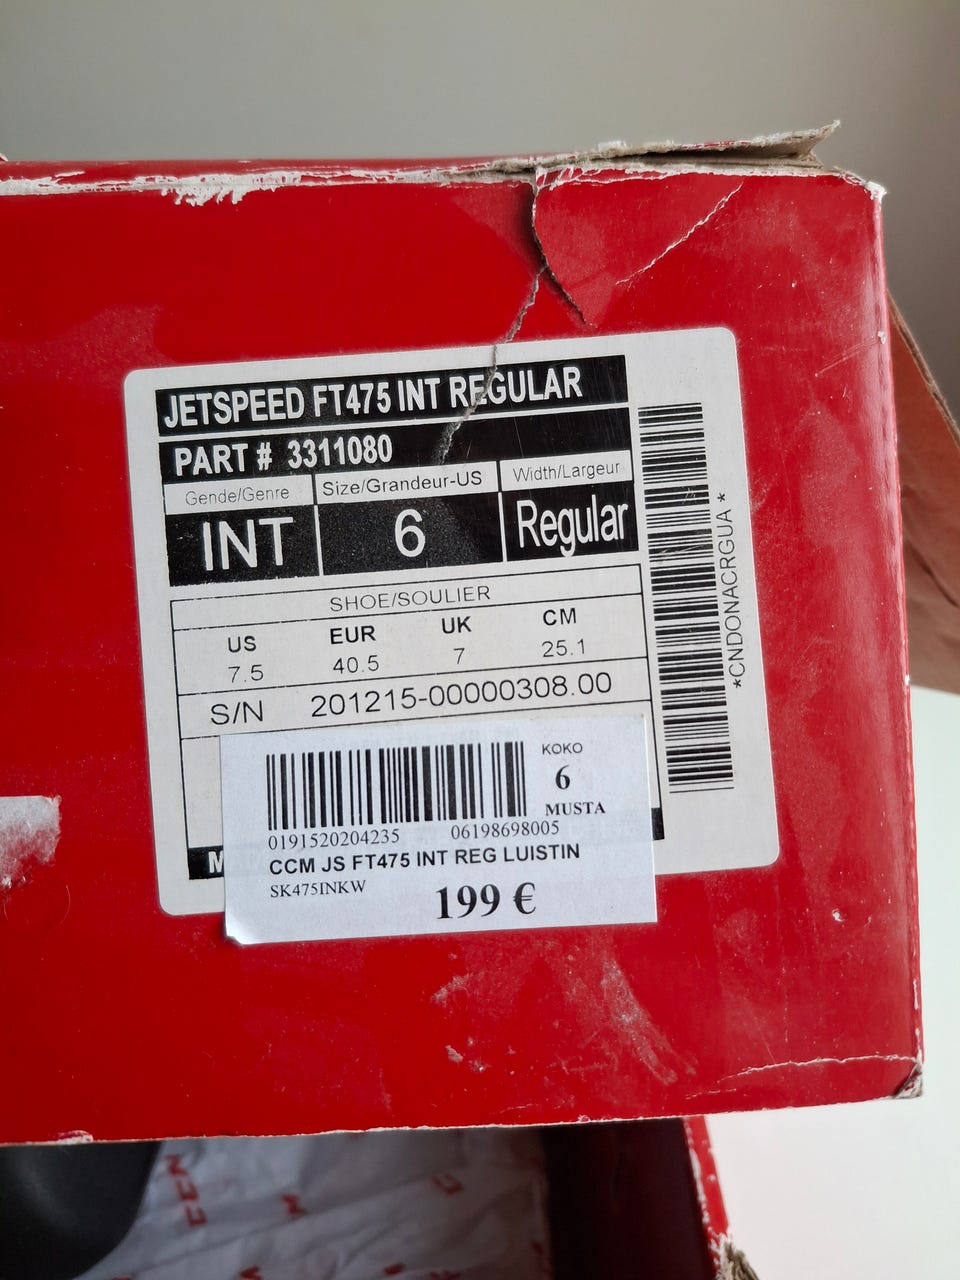 JETSPEED FT475 INT REGULAR
PART # 3311080
Gende/Genre Size/Grandeur-US Width/Largeur
INT 6 Regular
SHOE/SOULIER
US EUR UK CM
7.5 40.5 7 25.1
S/N 201215-00000308.00
*CNDONACRGUA*
KOKO
6
MUSTA
0191520204235 06198698005
CCM JS FT475 INT REG LUISTIN
SK475INKW
199 €
M
CCM